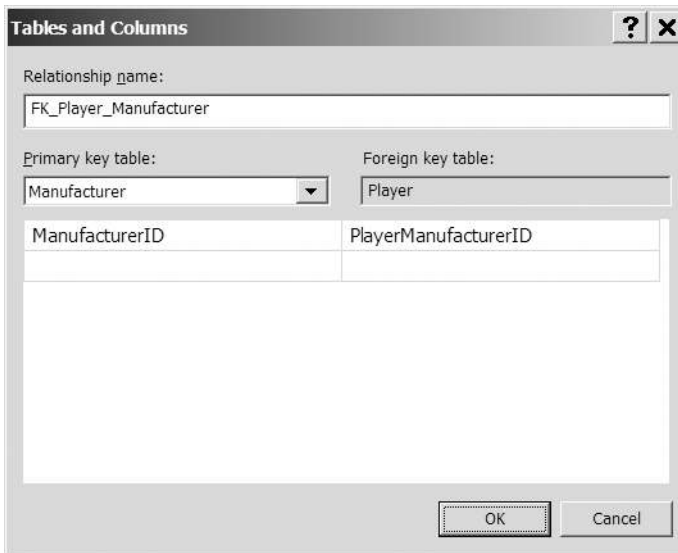 Tables and Columns
Relationship name:
FK_Player_Manufacturer
Primary key table: Foreign key table:
Manufacturer Player
ManufacturerID PlayerManufacturerID
OK Cancel